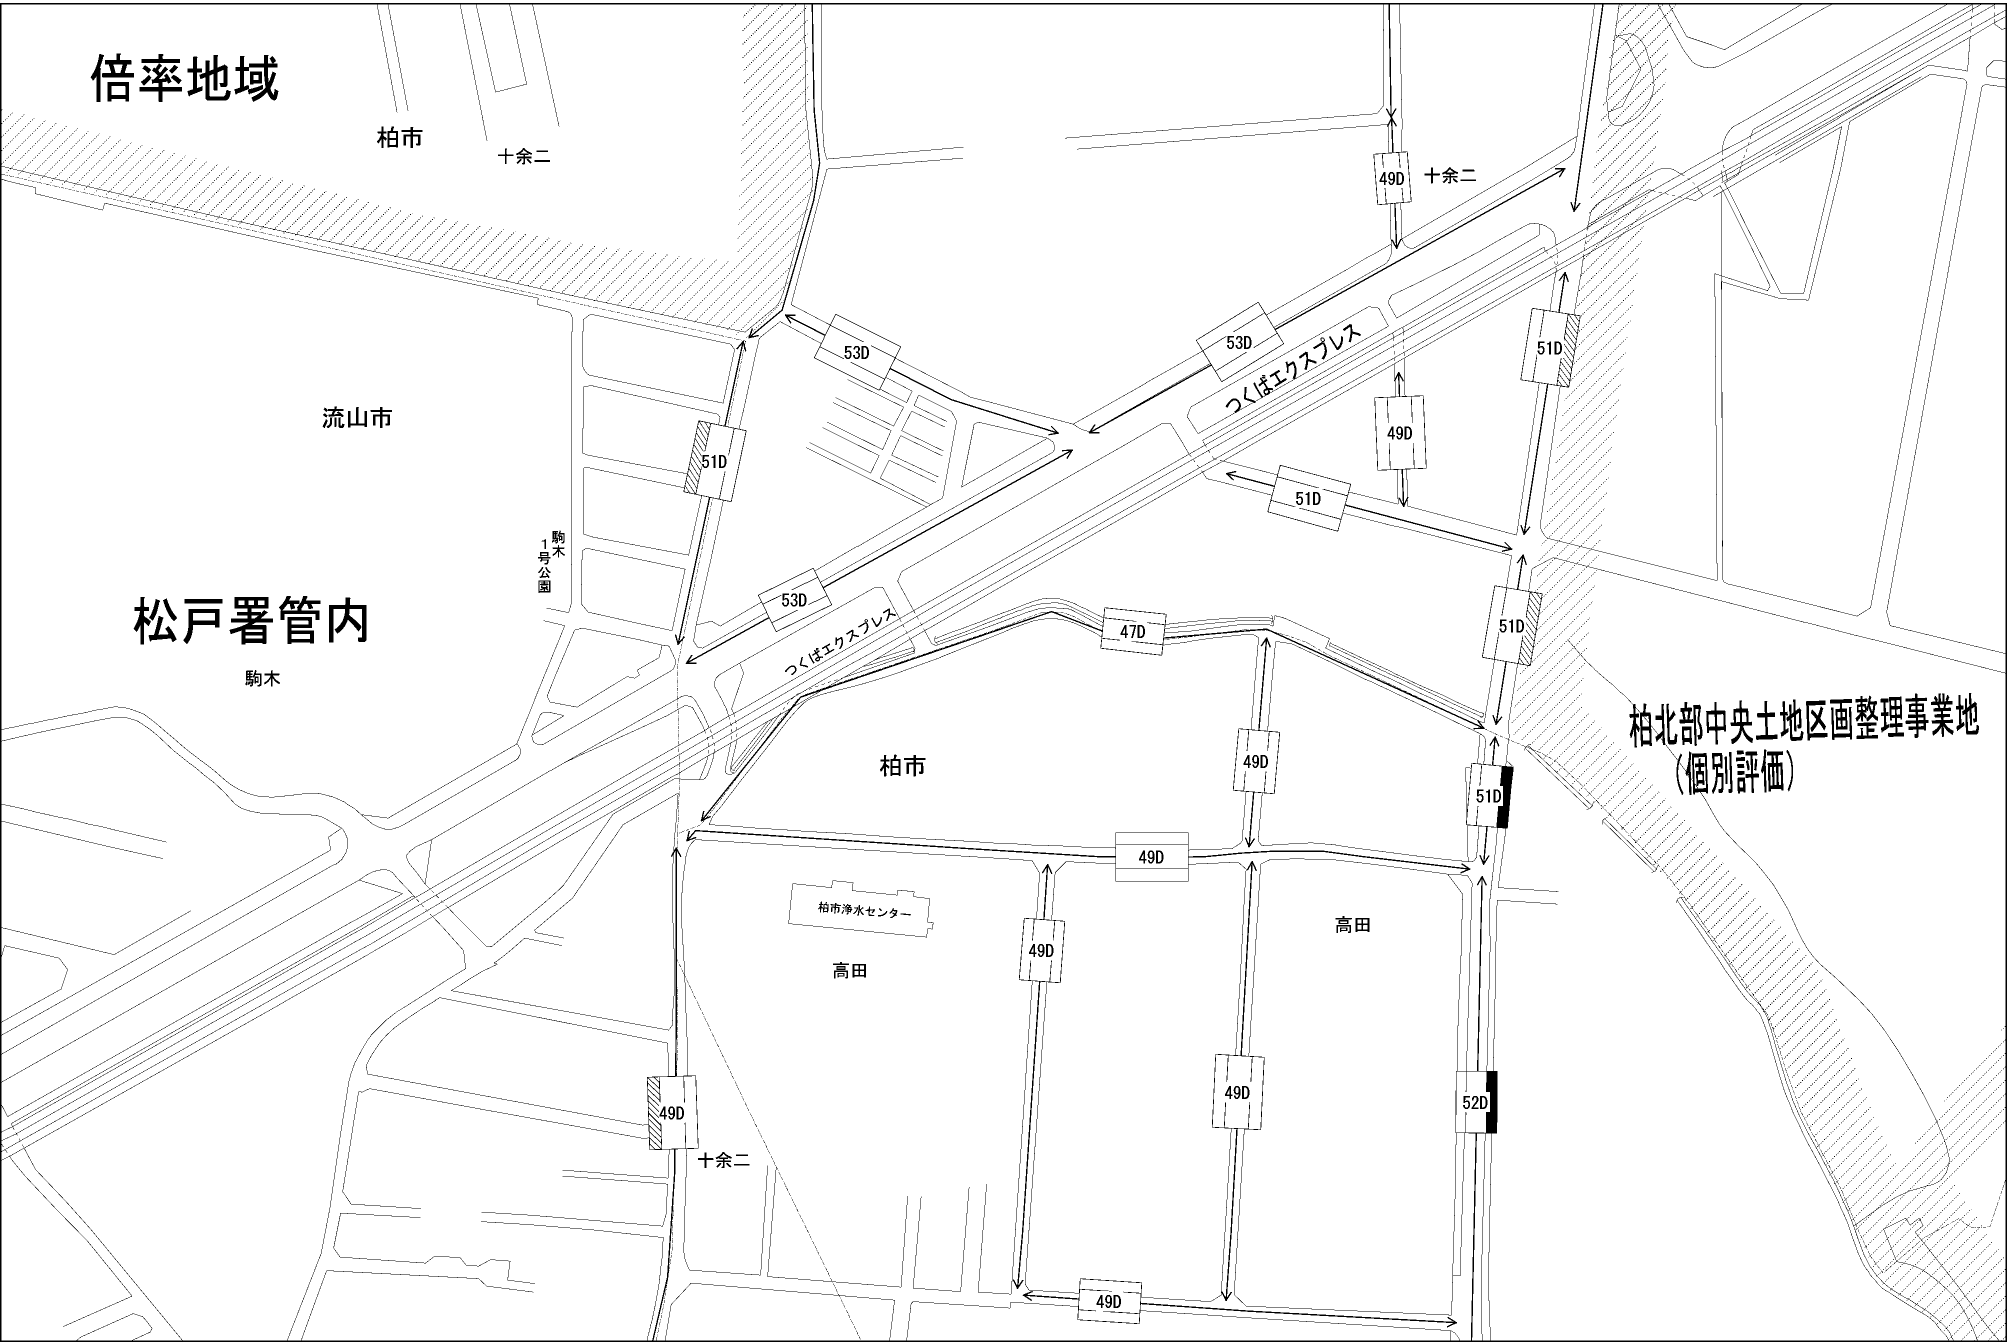 倍率地域
柏市
十余二
49D
十余二
53D
53D
つくばエクスプレス
51D
流山市
51D
49D
51D
駒木
1号公園
53D
つくばエクスプレス
47D
51D
松戸署管内
駒木
柏北部中央土地区画整理事業地
(個別評価)
柏市
49D
51D
49D
柏市浄水センター
高田
49D
高田
49D
49D
52D
十余二
49D